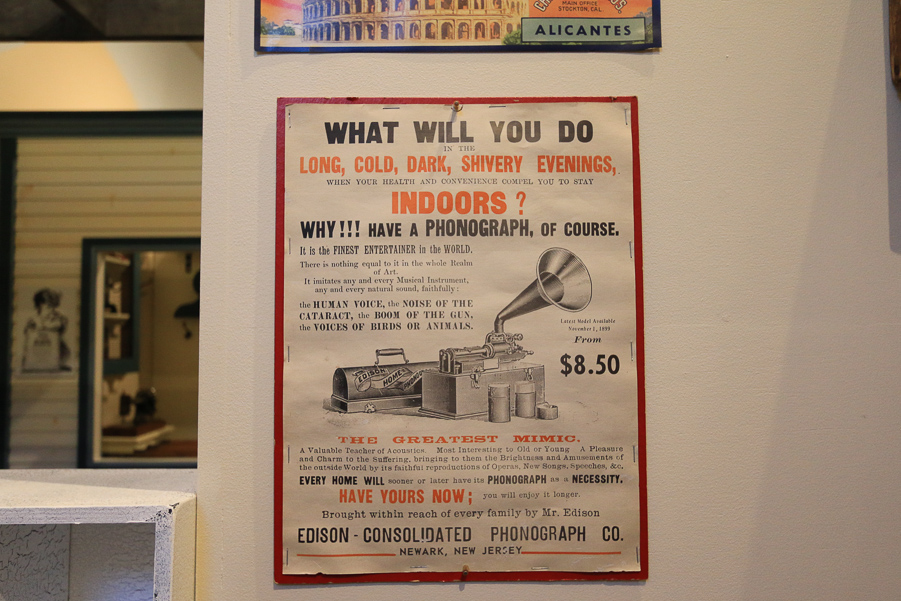 MAIN OFFICE
STOCKTON, CAL.
ALICANTES
WHAT WILL YOU DO
IN THE
LONG, COLD, DARK, SHIVERY EVENINGS,
WHEN YOUR HEALTH AND CONVENIENCE COMPEL YOU TO STAY
INDOORS?
WHY!!! HAVE A PHONOGRAPH, OF COURSE.
It is the FINEST ENTERTAINER in the WORLD.
There is nothing equal to it in the whole Realm
of Art.
It imitates any and every Musical Instrument,
any and every natural sound, faithfully:
the HUMAN VOICE, the NOISE OF THE
CATARACT, the BOOM OF THE GUN,
the VOICES OF BIRDS OR ANIMALS.
Latest Model Available
November 1, 1899
From
$8.50
EDISON
HOME
THE GREATEST MIMIC.
A Valuable Teacher of Acoustics. Most Interesting to Old or Young. A Pleasure
and Charm to the Suffering, bringing to them the Brightness and Amusements of
the outside World by its faithful reproductions of Operas, New Songs, Speeches, &c.
EVERY HOME WILL sooner or later have its PHONOGRAPH as a NECESSITY.
HAVE YOURS NOW; you will enjoy it longer.
Brought within reach of every family by Mr. Edison
EDISON-CONSOLIDATED PHONOGRAPH CO.
NEWARK, NEW JERSEY